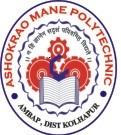 ASHOKRAO MANE POLYTECHNIC
AMBAP, DIST KOLHAPUR